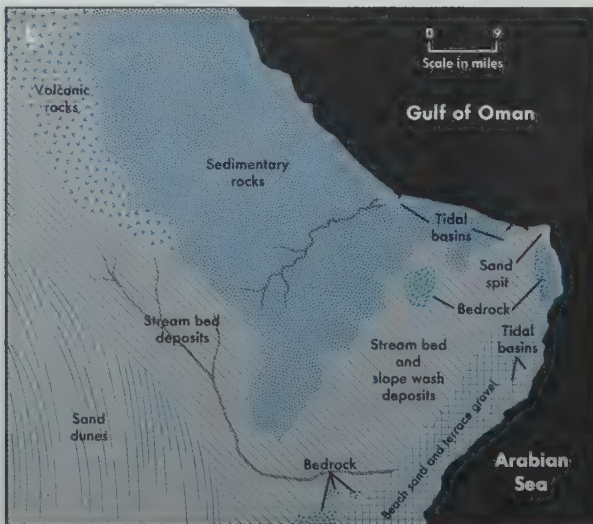 0 9
Scale in miles
Gulf of Oman
Volcanic
rocks
Sedimentary
rocks
Tidal
basins
Sand
spit
Bedrock
Tidal
basins
Stream bed
deposits
Stream bed
and
slope wash
deposits
Sand
dunes
Beach sand and terrace gravel
Bedrock
Arabian
Sea